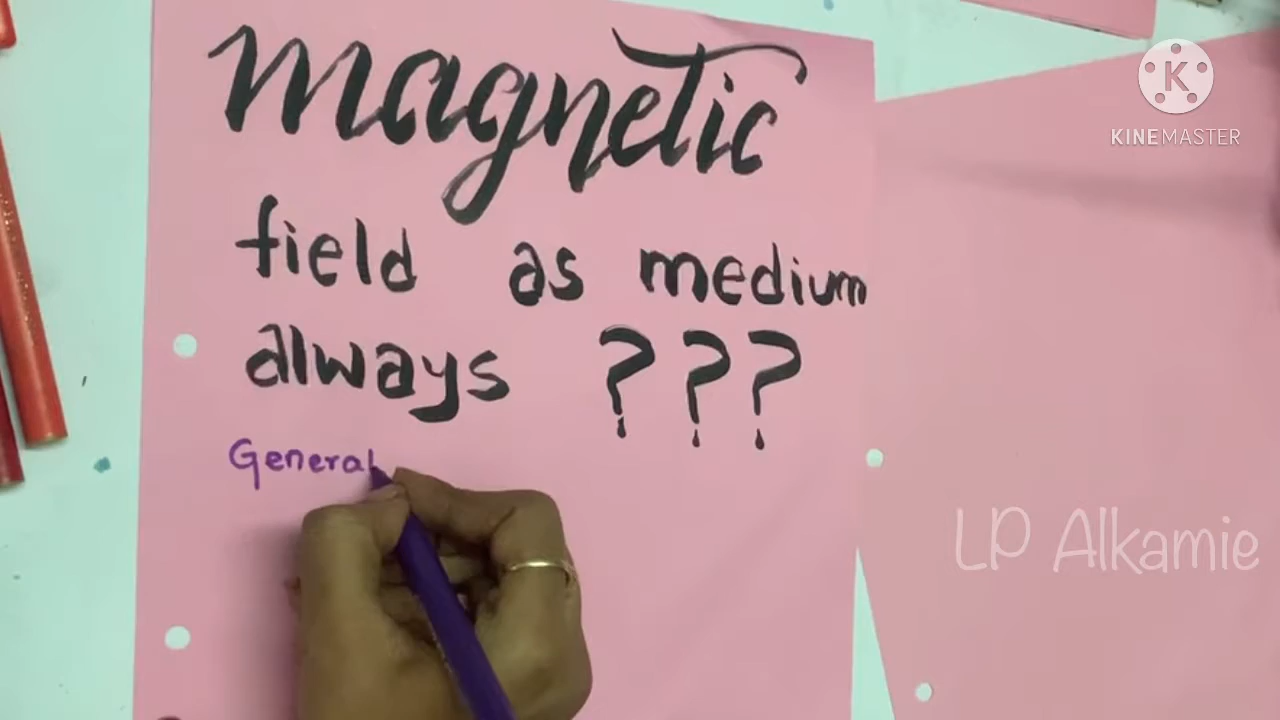 magnetic
field as medium
always ???
General
KINEMASTER
LP Alkamie